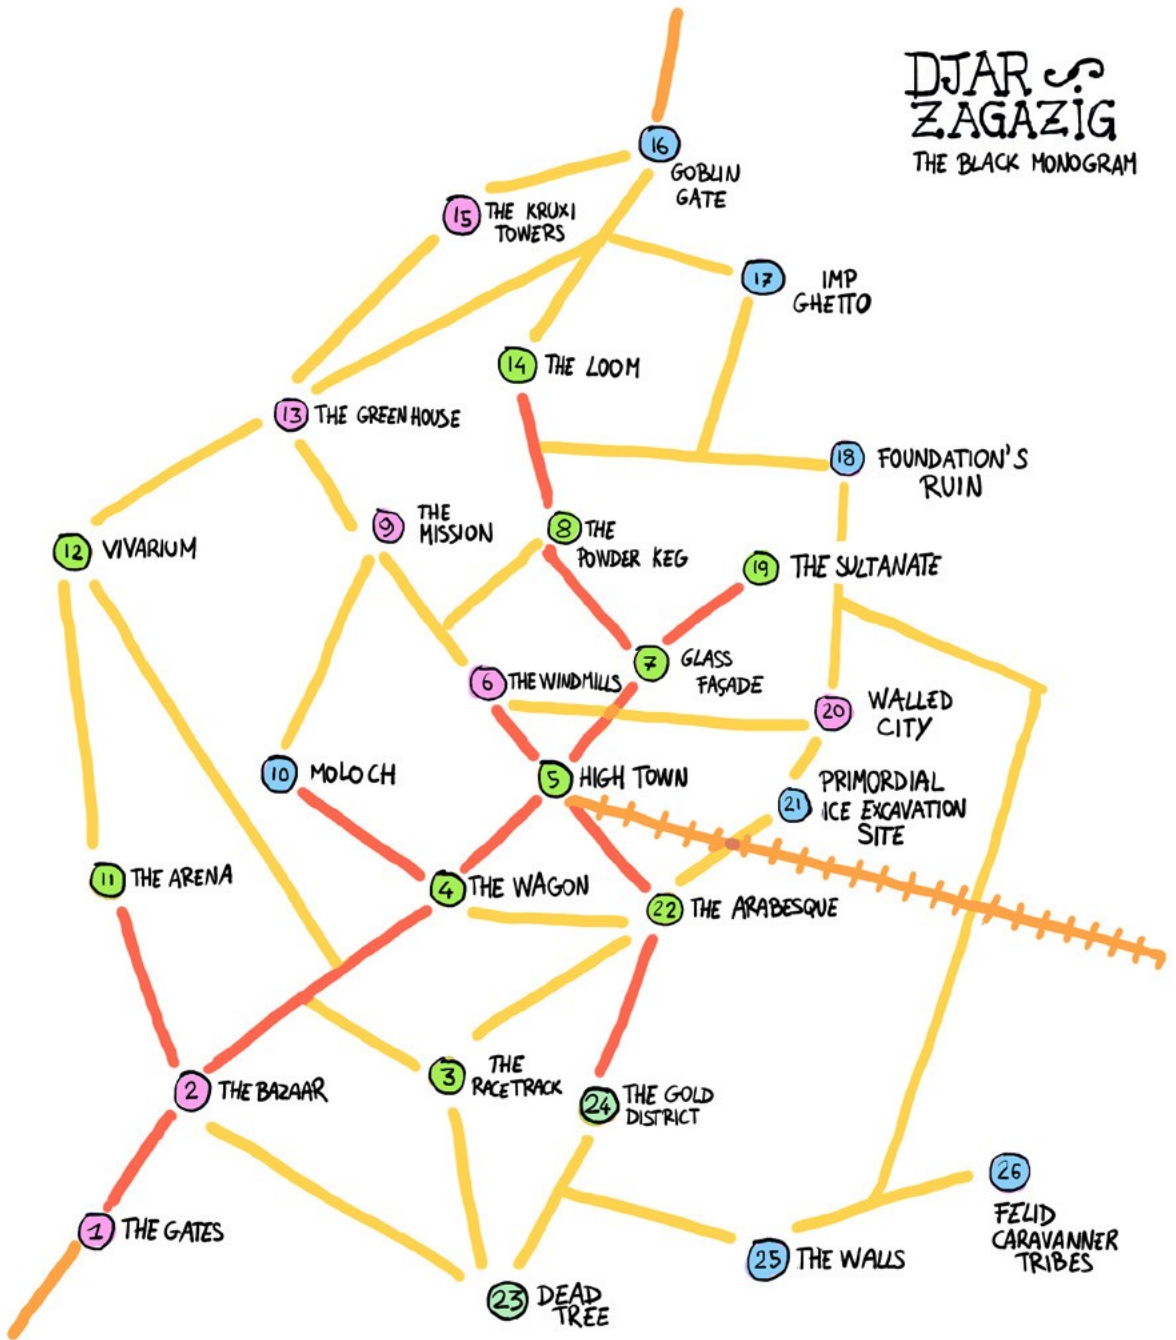 DJAR
ZAGAZIG
THE BLACK MONOGRAM
16
GOBLIN
GATE
15
THE KRUXI
TOWERS
17
IMP
GHETTO
14
THE LOOM
13
THE GREENHOUSE
18
FOUNDATION'S
RUIN
9
THE
MISSION
8
THE
POWDER KEG
12
VIVARIUM
19
THE SULTANATE
7
GLASS
FAÇADE
6
THE WINDMILLS
20
WALLED
CITY
10
MOLOCH
5
HIGH TOWN
21
PRIMORDIAL
ICE EXCAVATION
SITE
11
THE ARENA
4
THE WAGON
22
THE ARABESQUE
3
THE
RACETRACK
2
THE BAZAAR
24
THE GOLD
DISTRICT
26
FELID
CARAVANNER
TRIBES
1
THE GATES
25
THE WALLS
23
DEAD
TREE